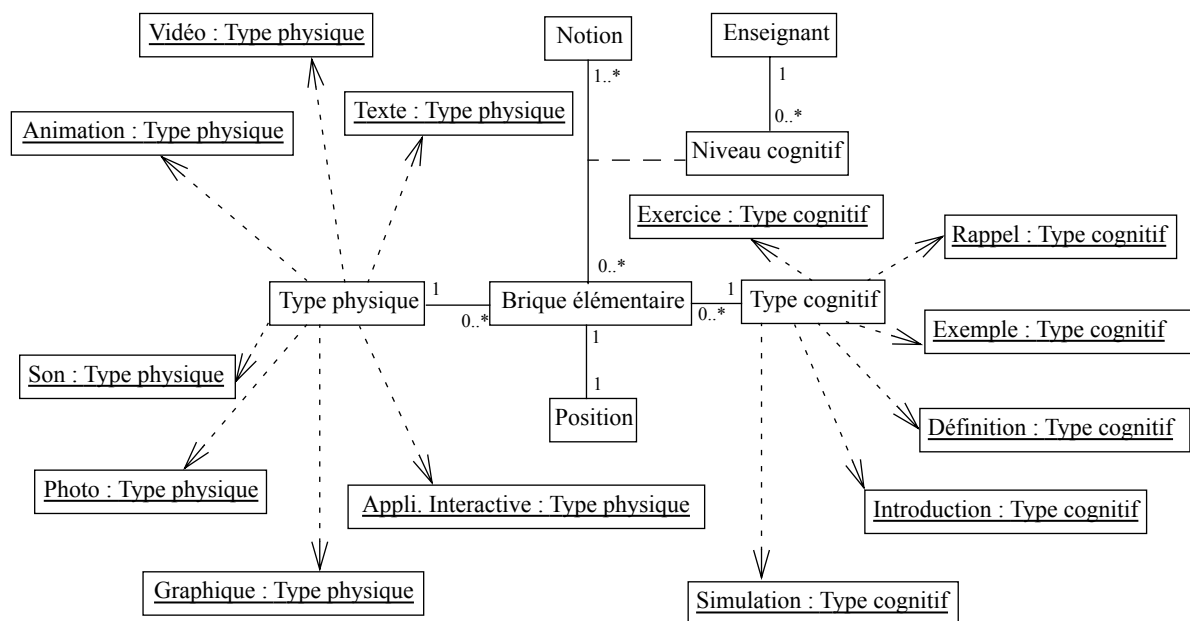 Vidéo : Type physique
Notion
Enseignant
1..*
1
Animation : Type physique
Texte : Type physique
0..*
Niveau cognitif
Exercice : Type cognitif
Rappel : Type cognitif
0..*
Type physique
1
0..*
Brique élémentaire
1
0..*
Type cognitif
Exemple : Type cognitif
1
Son : Type physique
1
Position
Définition : Type cognitif
Photo : Type physique
Appli. Interactive : Type physique
Introduction : Type cognitif
Graphique : Type physique
Simulation : Type cognitif